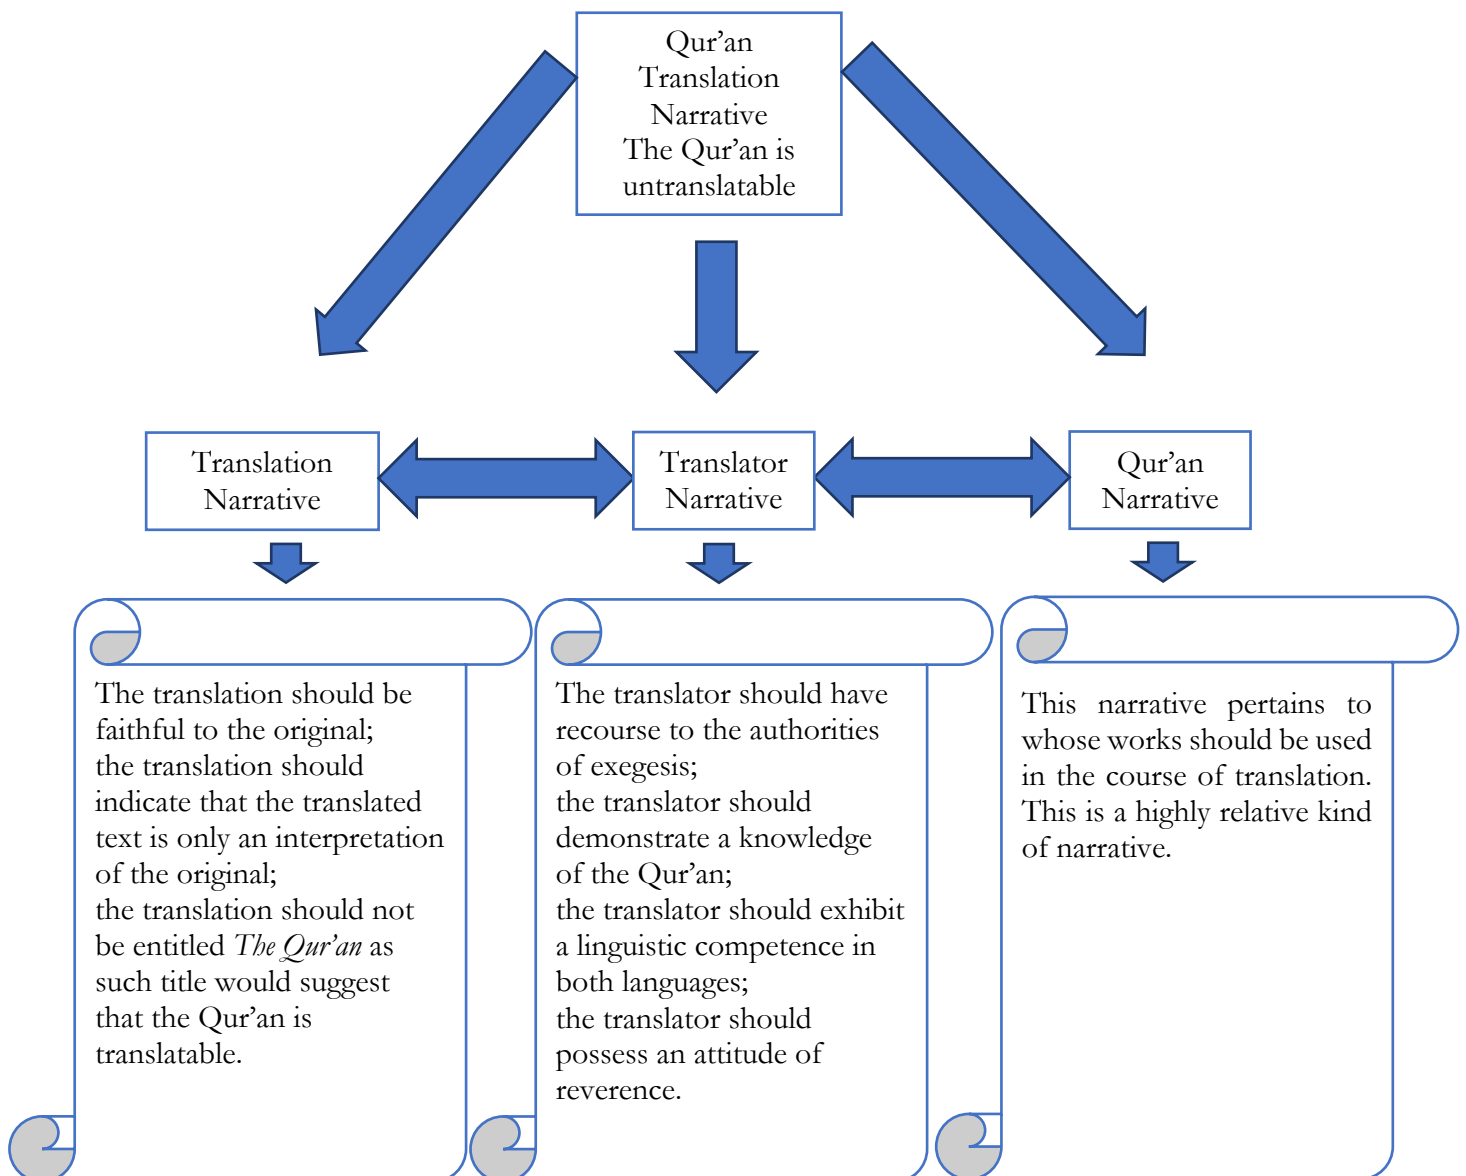 Qur’an
Translation
Narrative
The Qur’an is
untranslatable
Translation
Narrative
Translator
Narrative
Qur’an
Narrative
The translation should be
faithful to the original;
the translation should
indicate that the translated
text is only an interpretation
of the original;
the translation should not
be entitled The Qur’an as
such title would suggest
that the Qur’an is
translatable.
The translator should have
recourse to the authorities
of exegesis;
the translator should
demonstrate a knowledge
of the Qur’an;
the translator should exhibit
a linguistic competence in
both languages;
the translator should
possess an attitude of
reverence.
This narrative pertains to
whose works should be used
in the course of translation.
This is a highly relative kind
of narrative.